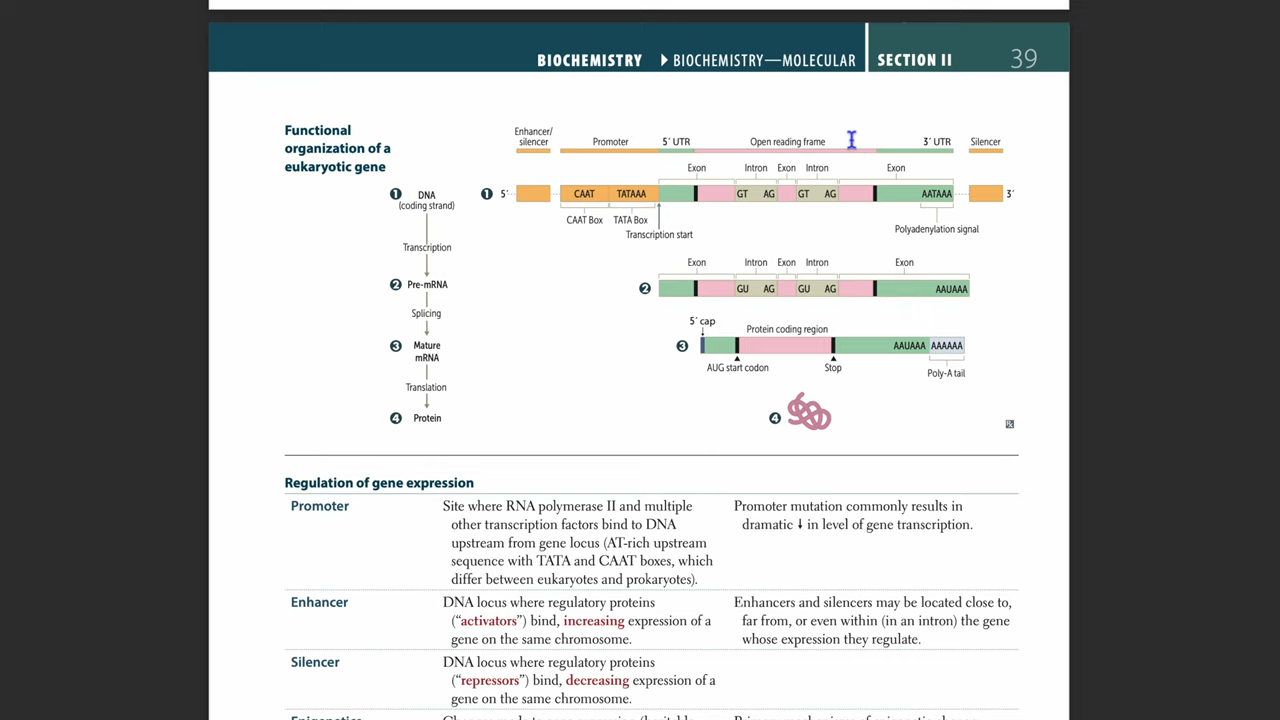 BIOCHEMISTRY ▶ BIOCHEMISTRY—MOLECULAR SECTION II 39
Functional
organization of a
eukaryotic gene
Enhancer/
silencer
Promoter 5′ UTR Open reading frame 3′ UTR Silencer
Exon Intron Exon Intron Exon
1 DNA
(coding strand)
1 5′ CAAT TATAAA GT AG GT AG AATAAA 3′
CAAT Box TATA Box Polyadenylation signal
Transcription start
Transcription
Exon Intron Exon Intron Exon
2 Pre-mRNA
2 GU AG GU AG AAUAAA
Splicing
5′ cap Protein coding region
3 Mature
mRNA
3 AAUAAA AAAAAA
AUG start codon Stop Poly-A tail
Translation
4 Protein
4
Regulation of gene expression
Promoter
Site where RNA polymerase II and multiple
other transcription factors bind to DNA
upstream from gene locus (AT-rich upstream
sequence with TATA and CAAT boxes, which
differ between eukaryotes and prokaryotes).
Promoter mutation commonly results in
dramatic ↓ in level of gene transcription.
Enhancer
DNA locus where regulatory proteins
(“activators”) bind, increasing expression of a
gene on the same chromosome.
Enhancers and silencers may be located close to,
far from, or even within (in an intron) the gene
whose expression they regulate.
Silencer
DNA locus where regulatory proteins
(“repressors”) bind, decreasing expression of a
gene on the same chromosome.